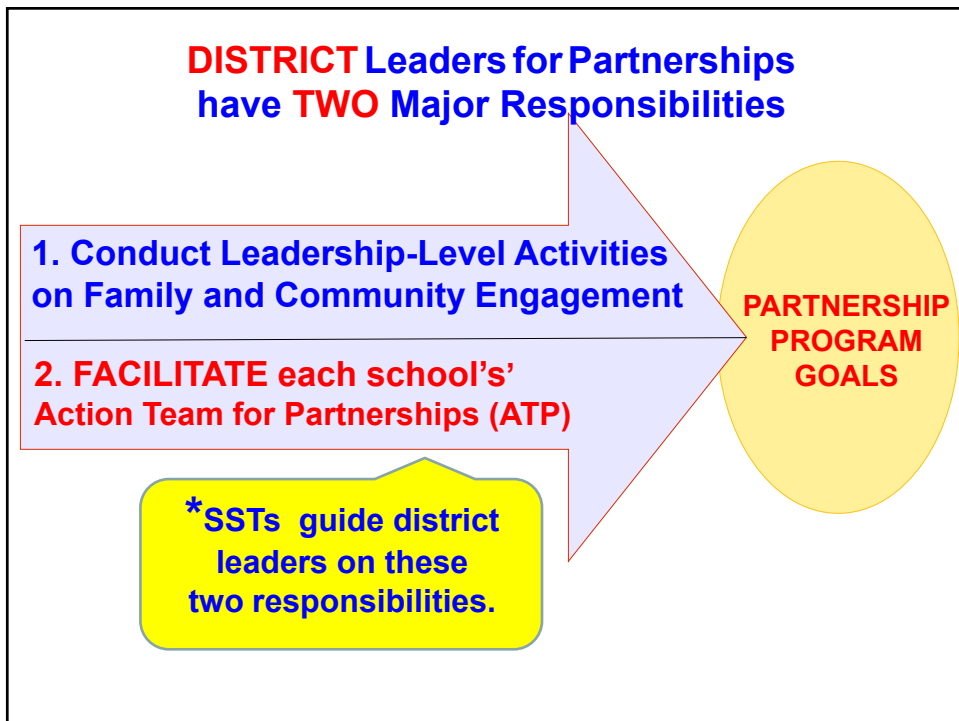 DISTRICT Leaders for Partnerships
have TWO Major Responsibilities
1. Conduct Leadership-Level Activities
on Family and Community Engagement
2. FACILITATE each school's’
Action Team for Partnerships (ATP)
PARTNERSHIP
PROGRAM
GOALS
*SSTs guide district
leaders on these
two responsibilities.